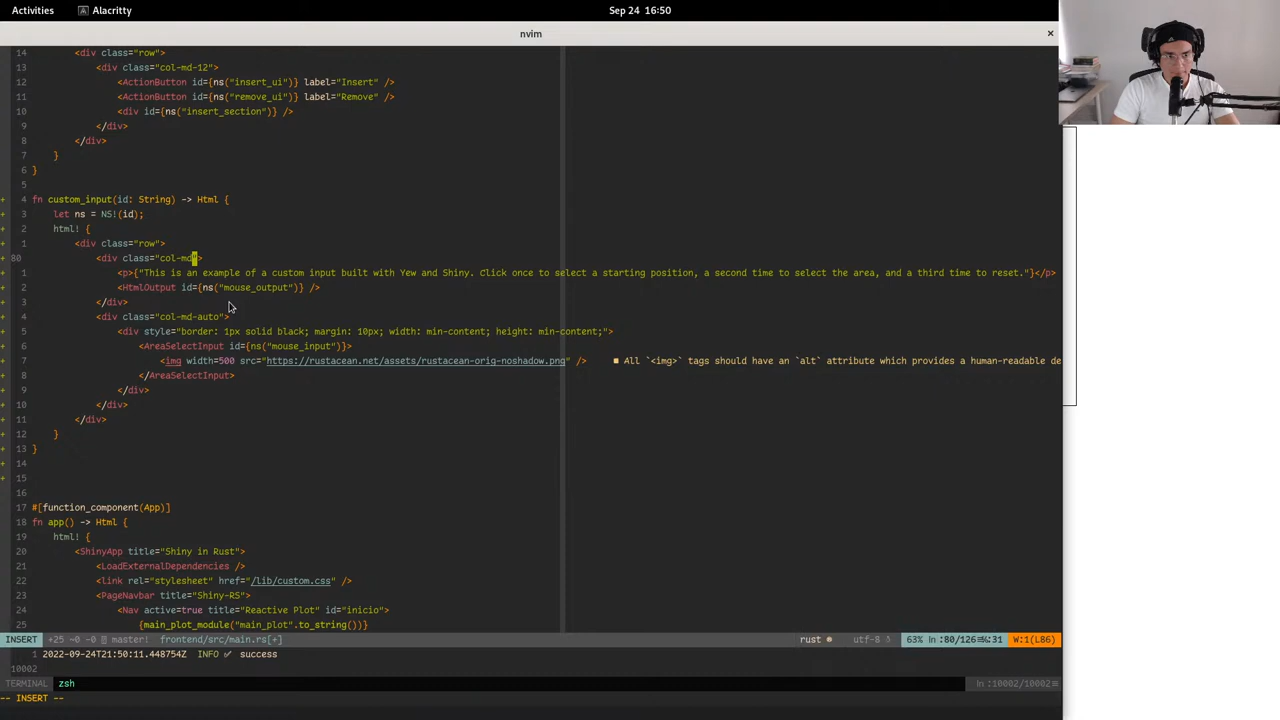 Activities
Alacritty
Sep 24 16:50
nvim
14 <div class="row">
13 <div class="col-md-12">
12 <ActionButton id={ns("insert_ui")} label="Insert" />
11 <ActionButton id={ns("remove_ui")} label="Remove" />
10 <div id={ns("insert_section")} />
9 </div>
8 </div>
7 }
6 }
5
+ 4 fn custom_input(id: String) -> Html {
+ 3 let ns = NS!(id);
+ 2 html! {
+ 1 <div class="row">
+ 80 <div class="col-md">
+ 1 <p>{"This is an example of a custom input built with Yew and Shiny. Click once to select a starting position, a second time to select the area, and a third time to reset."}</p>
+ 2 <HtmlOutput id={ns("mouse_output")} />
+ 3 </div>
+ 4 <div class="col-md-auto">
+ 5 <div style="border: 1px solid black; margin: 10px; width: min-content; height: min-content;">
+ 6 <AreaSelectInput id={ns("mouse_input")}>
+ 7 <img width=500 src="https://rustacean.net/assets/rustacean-orig-noshadow.png" /> ■ All `<img>` tags should have an `alt` attribute which provides a human-readable de
+ 8 </AreaSelectInput>
+ 9 </div>
+ 10 </div>
+ 11 </div>
+ 12 }
+ 13 }
+ 14
+ 15
16
17 #[function_component(App)]
18 fn app() -> Html {
19 html! {
20 <ShinyApp title="Shiny in Rust">
21 <LoadExternalDependencies />
22 <link rel="stylesheet" href="/lib/custom.css" />
23 <PageNavbar title="Shiny-RS">
24 <Nav active=true title="Reactive Plot" id="inicio">
{main_plot_module("main_plot".to_string())}
INSERT +25 ~0 -0 master! frontend/src/main.rs[+] rust utf-8 63% ln :80/126 :31 W:1(L86)
1 2022-09-24T21:50:11.448754Z INFO ✔ success
10002
TERMINAL zsh ln :10002/10002
-- INSERT --